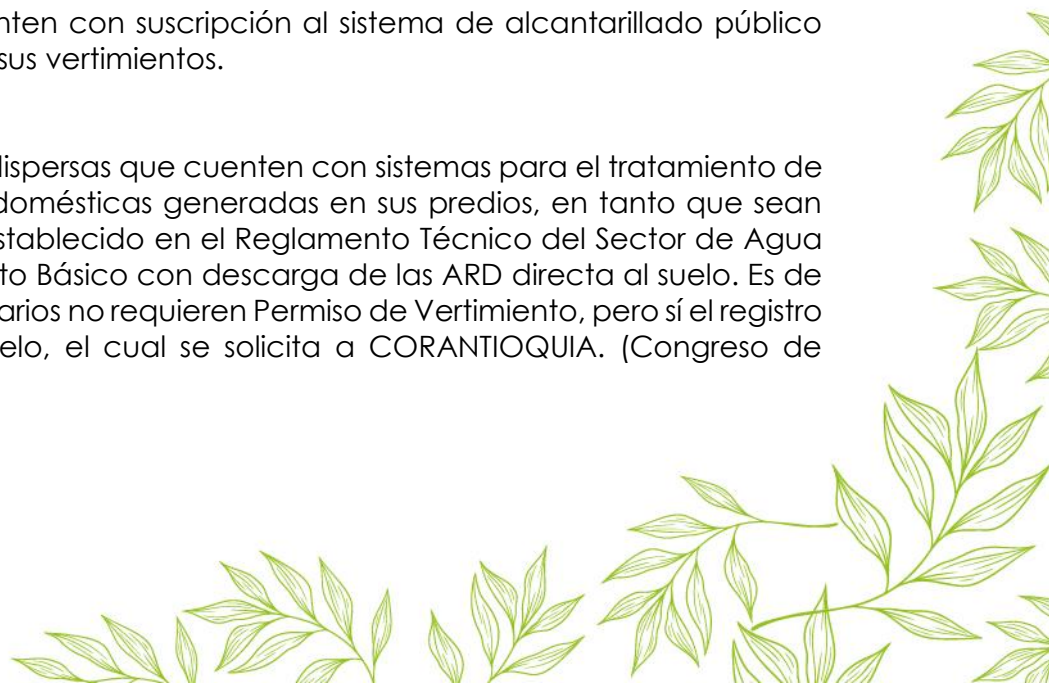 nten con suscripción al sistema de alcantarillado público
sus vertimientos.
dispersas que cuenten con sistemas para el tratamiento de
domésticas generadas en sus predios, en tanto que sean
establecido en el Reglamento Técnico del Sector de Agua
to Básico con descarga de las ARD directa al suelo. Es de
arios no requieren Permiso de Vertimiento, pero sí el registro
elo, el cual se solicita a CORANTIOQUIA. (Congreso de